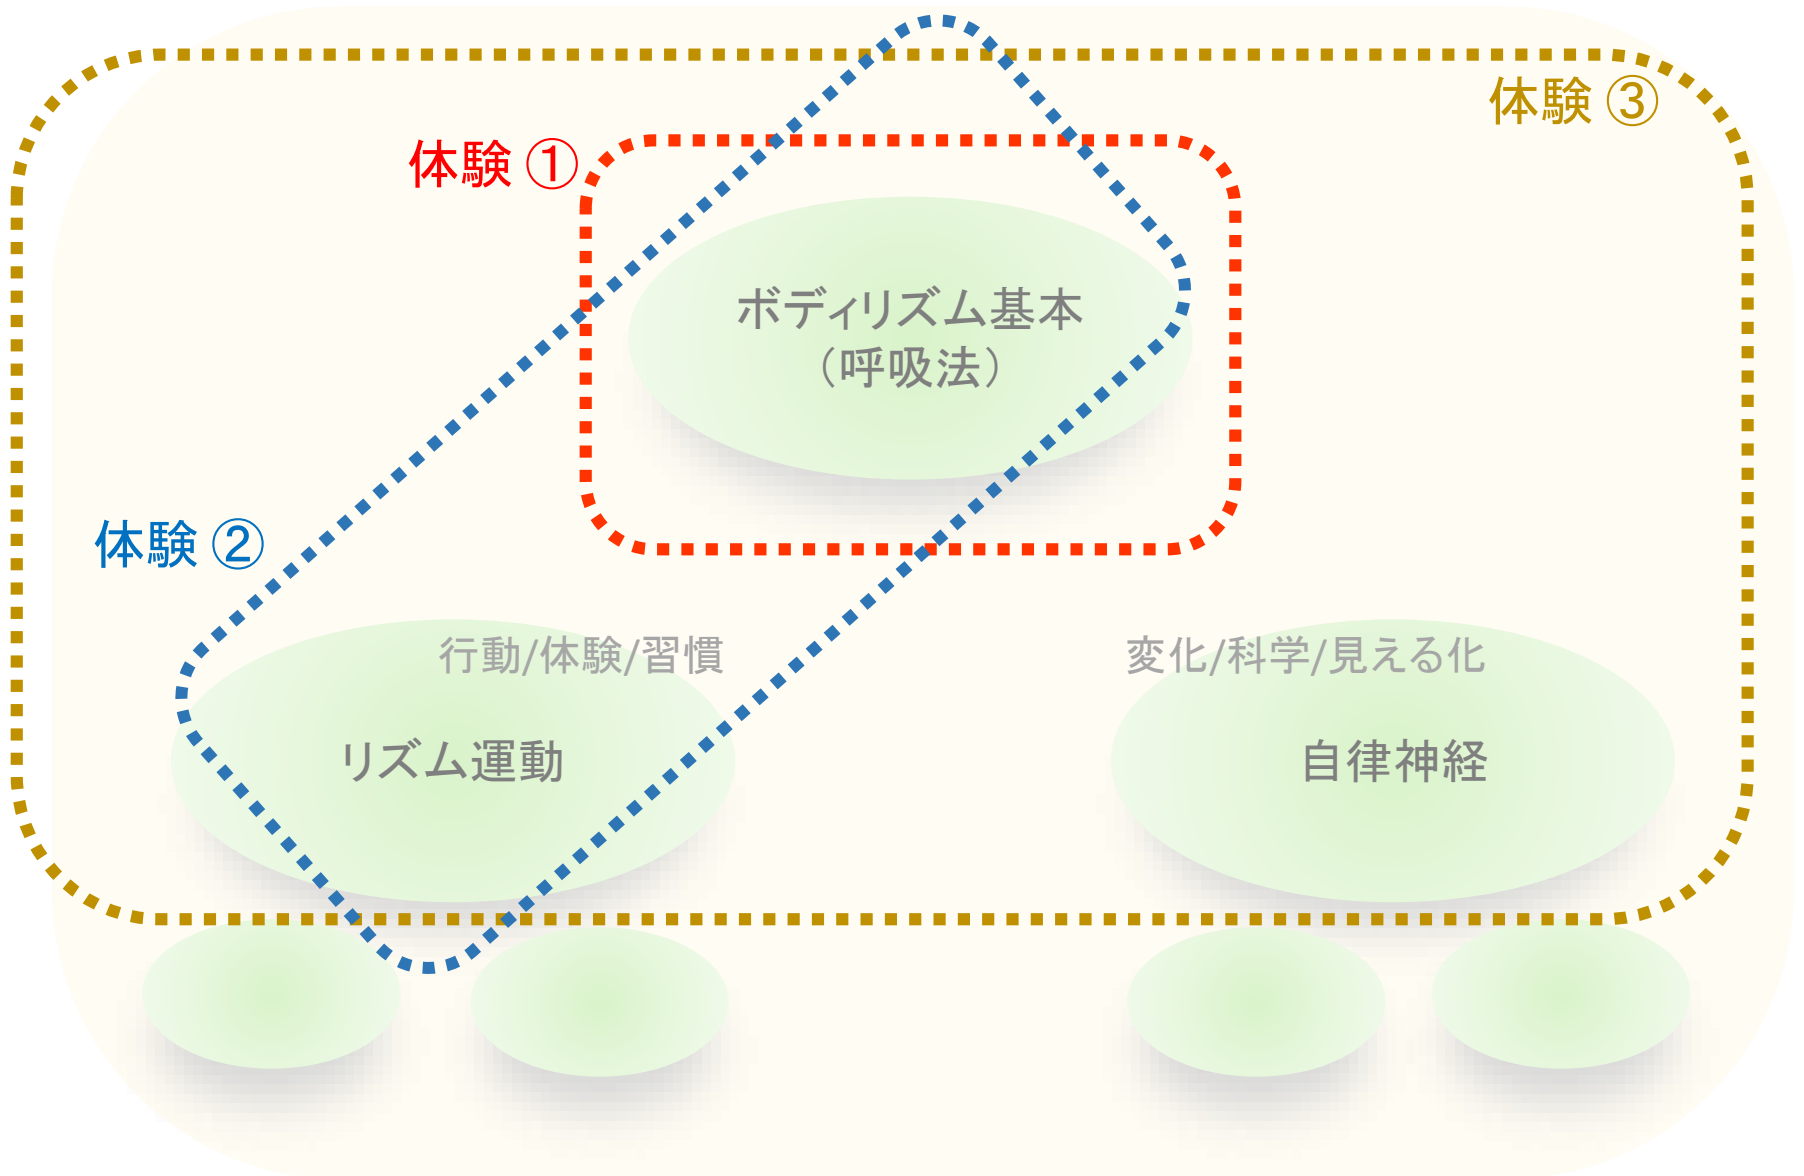 体験 ③
体験 ①
ボディリズム基本
（呼吸法）
体験 ②
行動/体験/習慣
変化/科学/見える化
リズム運動
自律神経